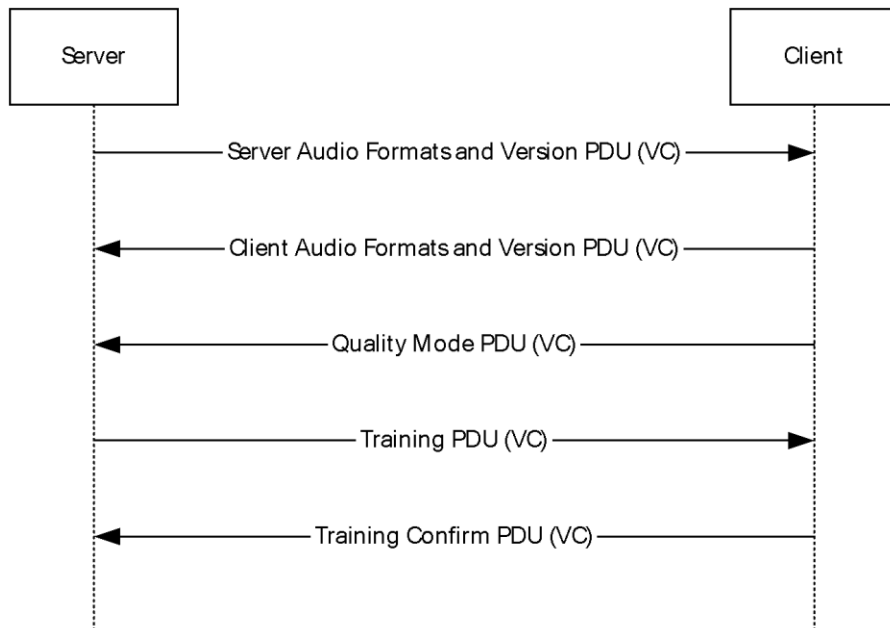 Server
Client
Server Audio Formats and Version PDU (VC)
Client Audio Formats and Version PDU (VC)
Quality Mode PDU (VC)
Training PDU (VC)
Training Confirm PDU (VC)